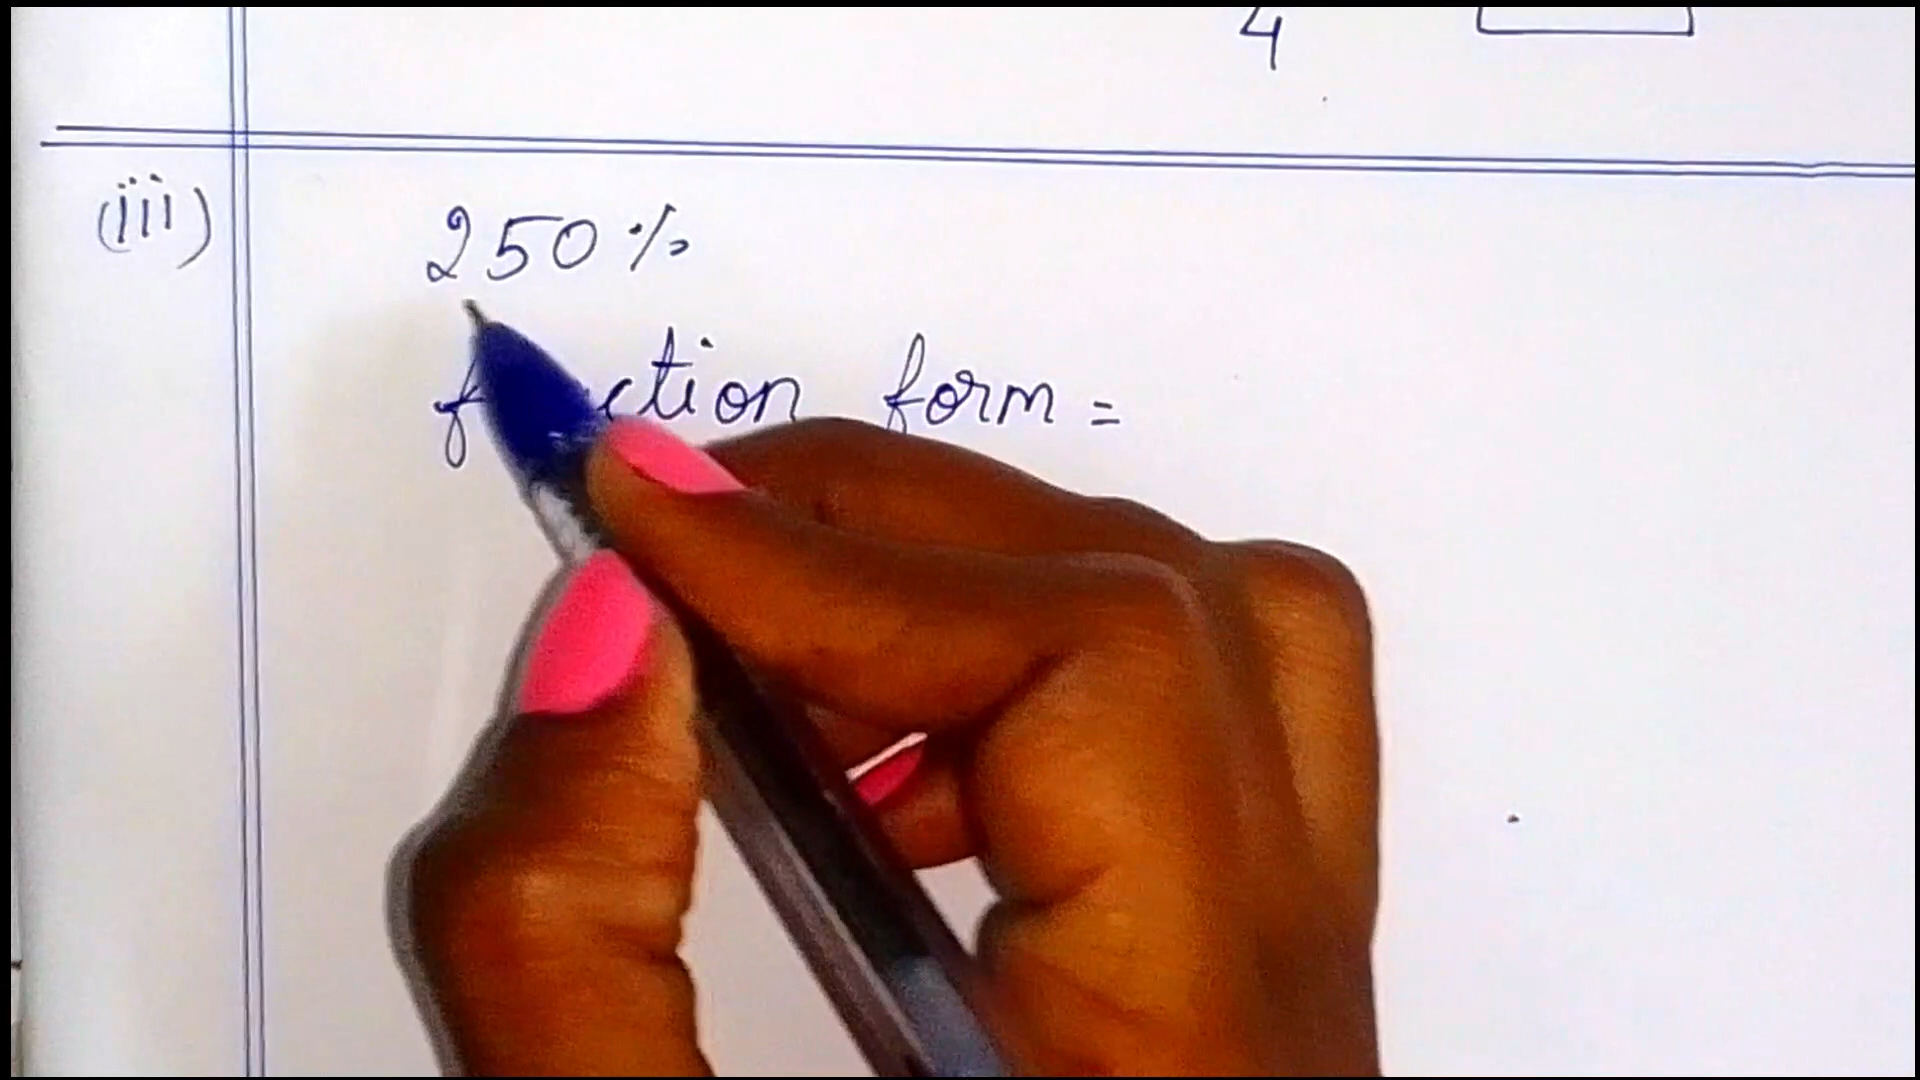 4
(iii) 250%
form =